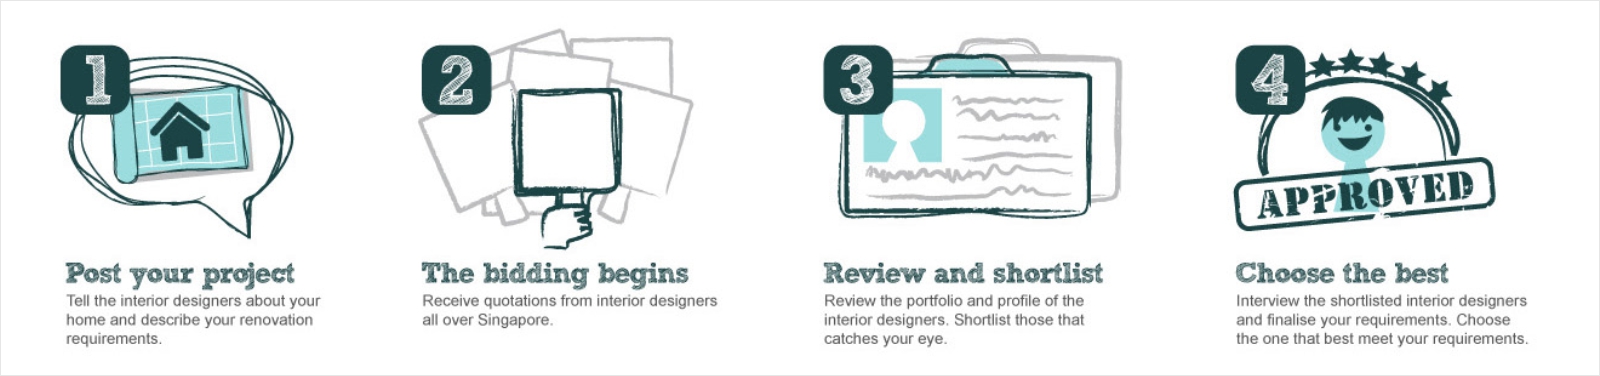 1
Post your project
Tell the interior designers about your
home and describe your renovation
requirements.
2
The bidding begins
Receive quotations from interior designers
all over Singapore.
3
Review and shortlist
Review the portfolio and profile of the
interior designers. Shortlist those that
catches your eye.
4
APPROVED
Choose the best
Interview the shortlisted interior designers
and finalise your requirements. Choose
the one that best meet your requirements.